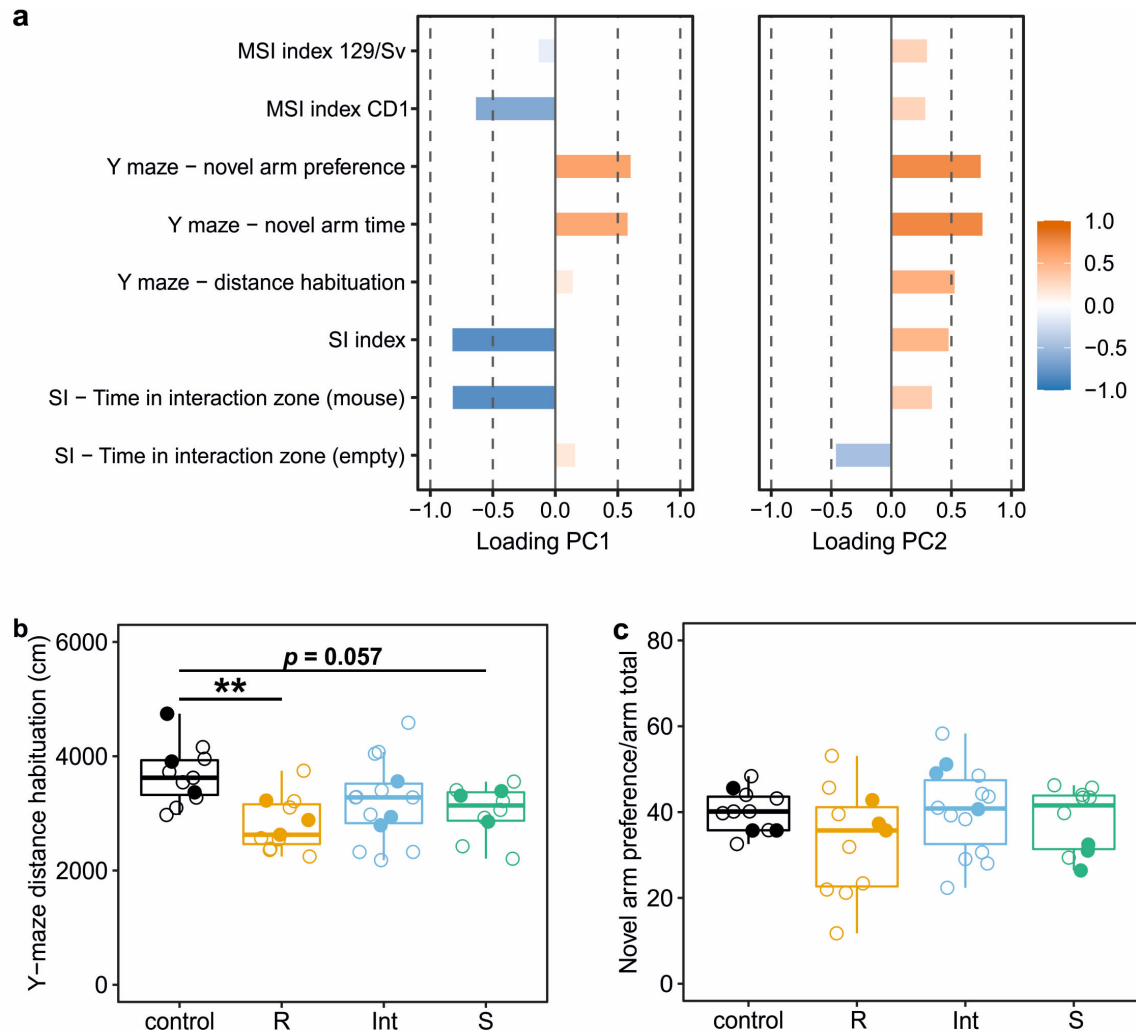 a
MSI index 129/Sv
MSI index CD1
Y maze − novel arm preference
Y maze − novel arm time
Y maze − distance habituation
SI index
SI − Time in interaction zone (mouse)
SI − Time in interaction zone (empty)
−1.0 −0.5 0.0 0.5 1.0
Loading PC1
−1.0 −0.5 0.0 0.5 1.0
Loading PC2
1.0
0.5
0.0
−0.5
−1.0
b
Y−maze distance habituation (cm)
6000
4000
2000
0
p = 0.057
**
control R Int S
c
Novel arm preference/arm total
80
60
40
20
0
control R Int S